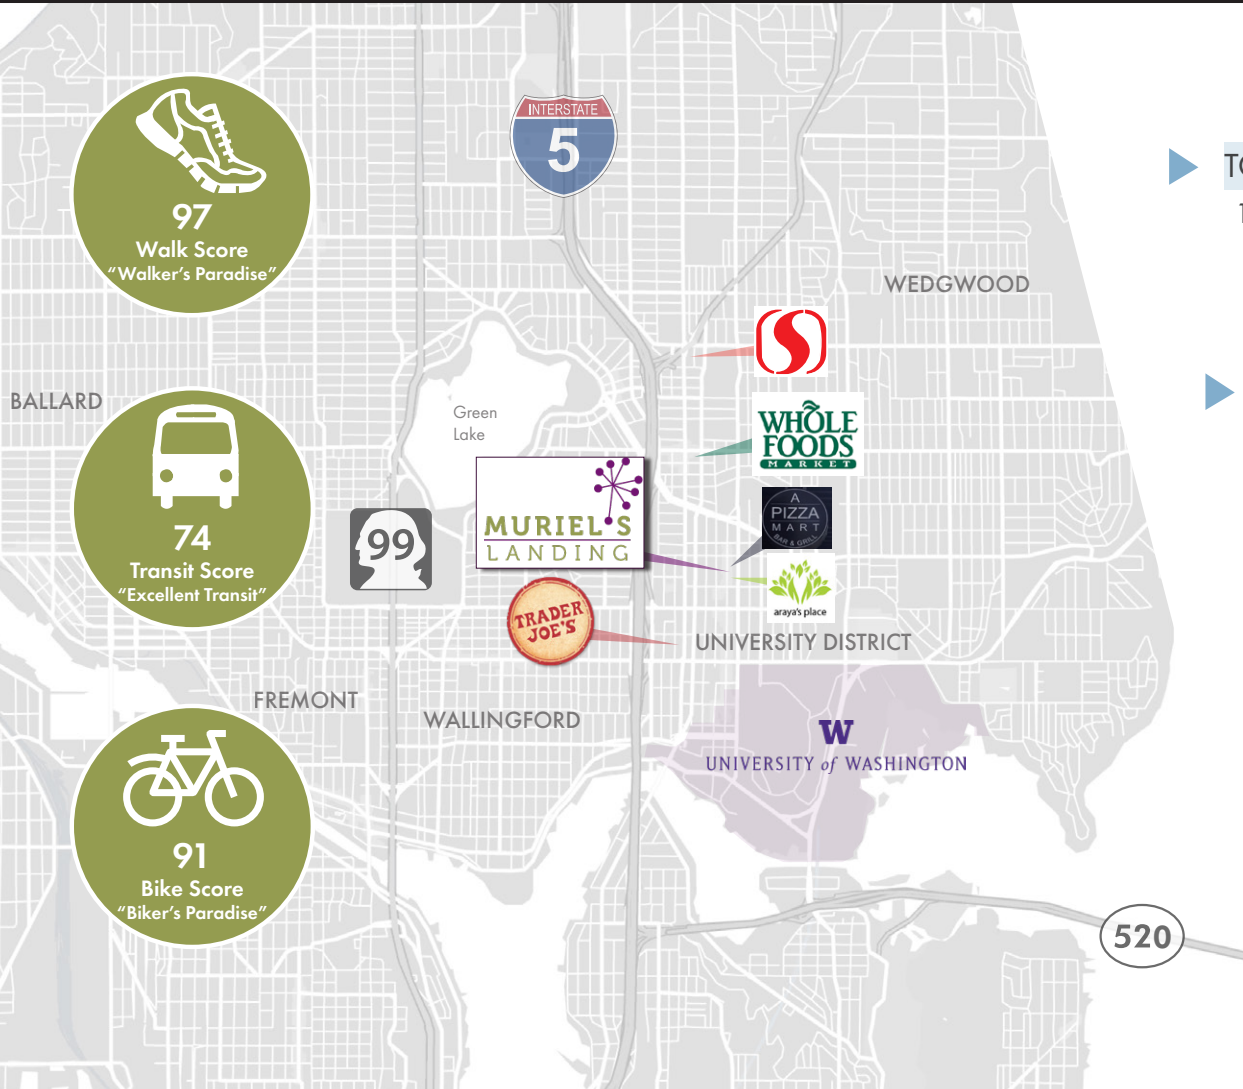 INTERSTATE
5
97
Walk Score
“Walker’s Paradise”
WEDGWOOD
BALLARD
Green
Lake
WHOLE
FOODS
MARKET
A
PIZZA
MART
BAR & GRILL
MURIEL'S
LANDING
99
74
Transit Score
“Excellent Transit”
araya's place
TRADER
JOE'S
UNIVERSITY DISTRICT
FREMONT
WALLINGFORD
W
UNIVERSITY of WASHINGTON
91
Bike Score
“Biker’s Paradise”
520